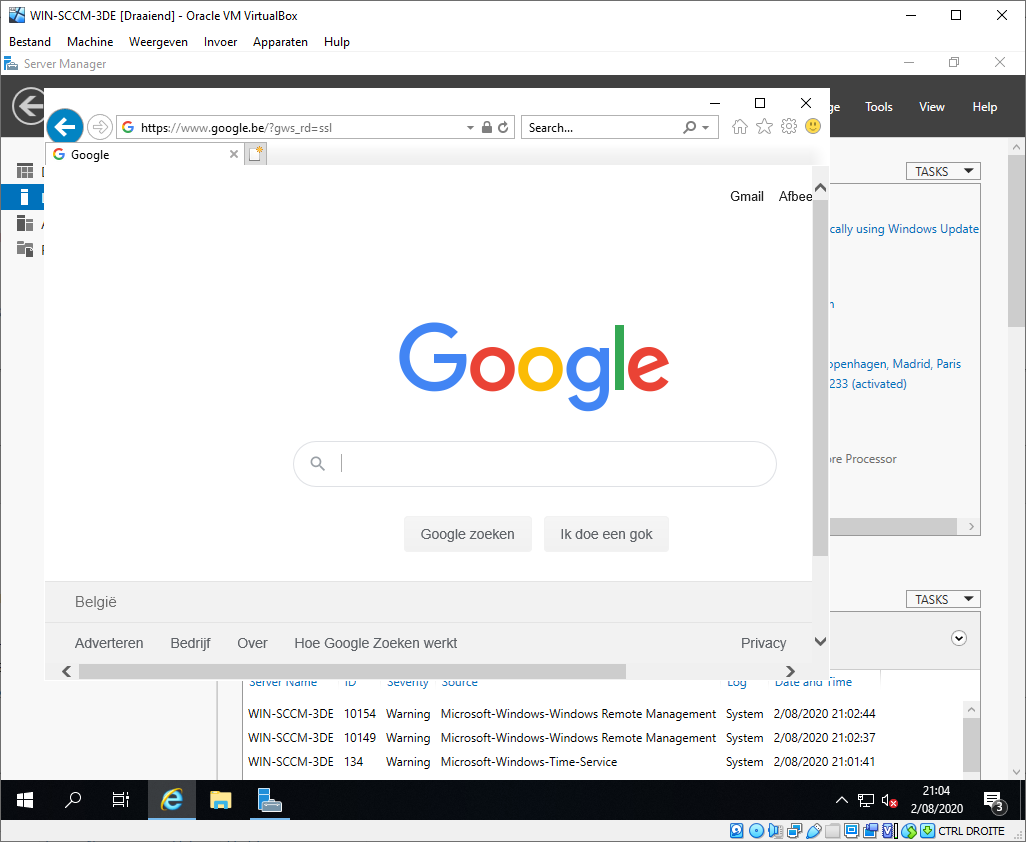 WIN-SCCM-3DE [Draaiend] - Oracle VM VirtualBox
Bestand Machine Weergeven Invoer Apparaten Hulp
Server Manager
Tools View Help
https://www.google.be/?gws_rd=ssl
Search...
Google
TASKS
Gmail Afbee
cally using Windows Update
Google
openhagen, Madrid, Paris
233 (activated)
ore Processor
Google zoeken Ik doe een gok
België
TASKS
Adverteren Bedrijf Over Hoe Google Zoeken werkt Privacy
Server Name ID Severity Source Log Date and Time
WIN-SCCM-3DE 10154 Warning Microsoft-Windows-Windows Remote Management System 2/08/2020 21:02:44
WIN-SCCM-3DE 10149 Warning Microsoft-Windows-Windows Remote Management System 2/08/2020 21:02:37
WIN-SCCM-3DE 134 Warning Microsoft-Windows-Time-Service System 2/08/2020 21:01:41
21:04
2/08/2020
3
CTRL DROITE